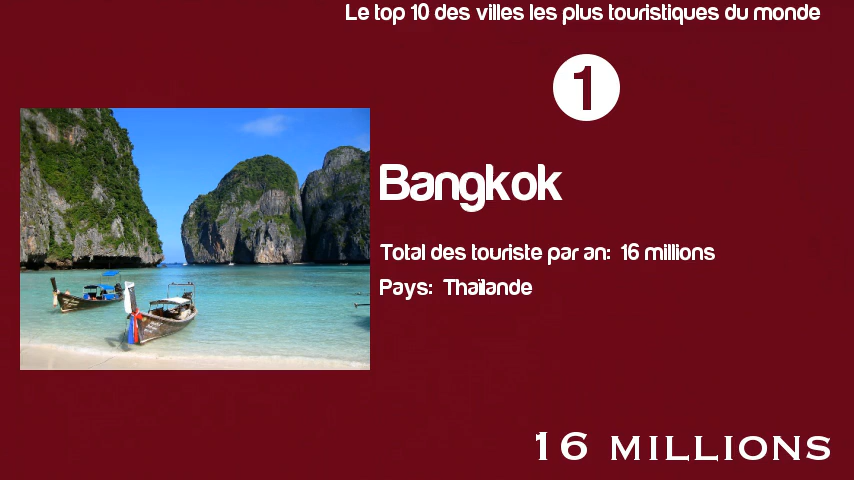 Le top 10 des villes les plus touristiques du monde
1
Bangkok
Total des touriste par an: 16 millions
Pays: Thaïlande
16 MILLIONS